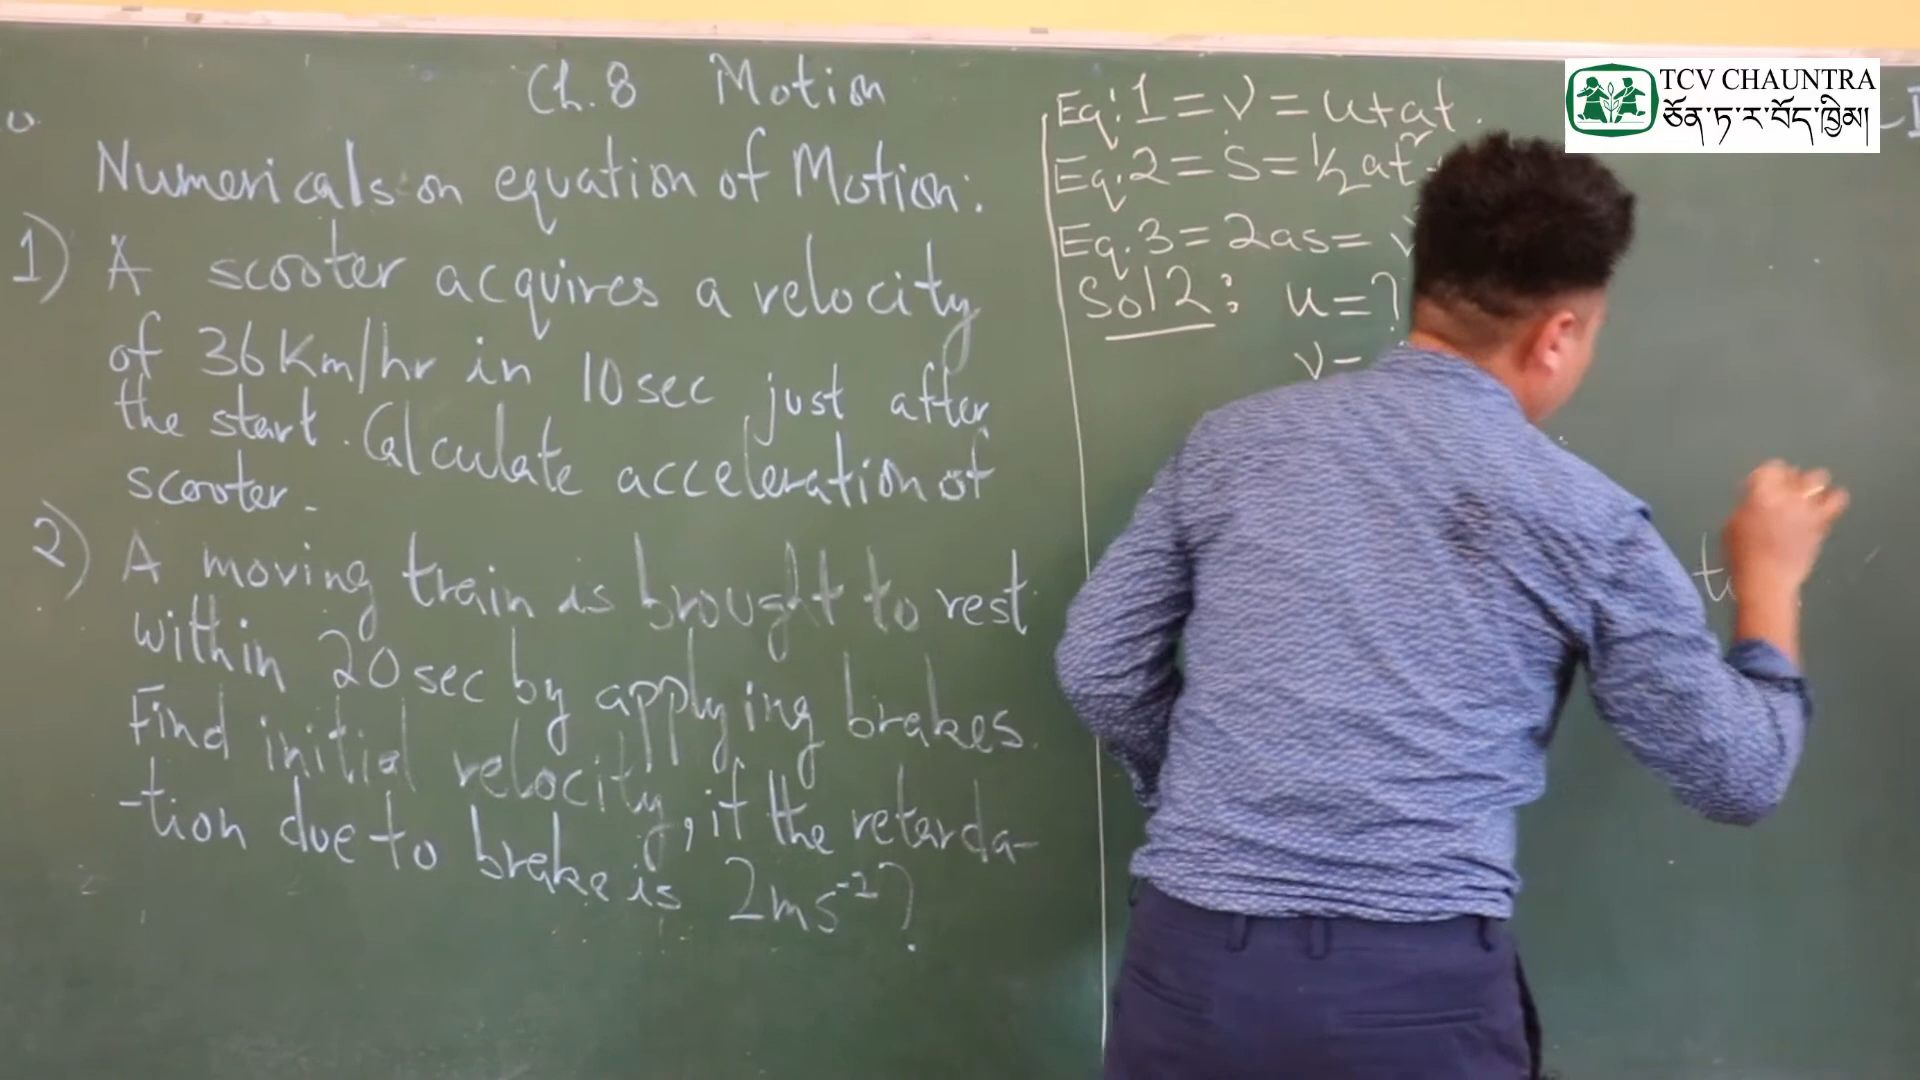 Ch. 8 Motion
Numericals on equation of Motion:
1) A scooter acquires a velocity
of 36 Km/hr in 10 sec just after
the start. Calculate acceleration of
scooter.
2) A moving train is brought to rest
within 20 sec by applying brakes.
Find initial velocity, if the retarda-
-tion due to brake is 2ms⁻²?
Eq: 1 = v = u+at.
Eq: 2 = S = 1/2 at²
Eq. 3 = 2as = v
Sol 2: u = ?
v =
TCV CHAUNTRA
ཅོན་ཏ་ར་བོད་ཁྱིམ།